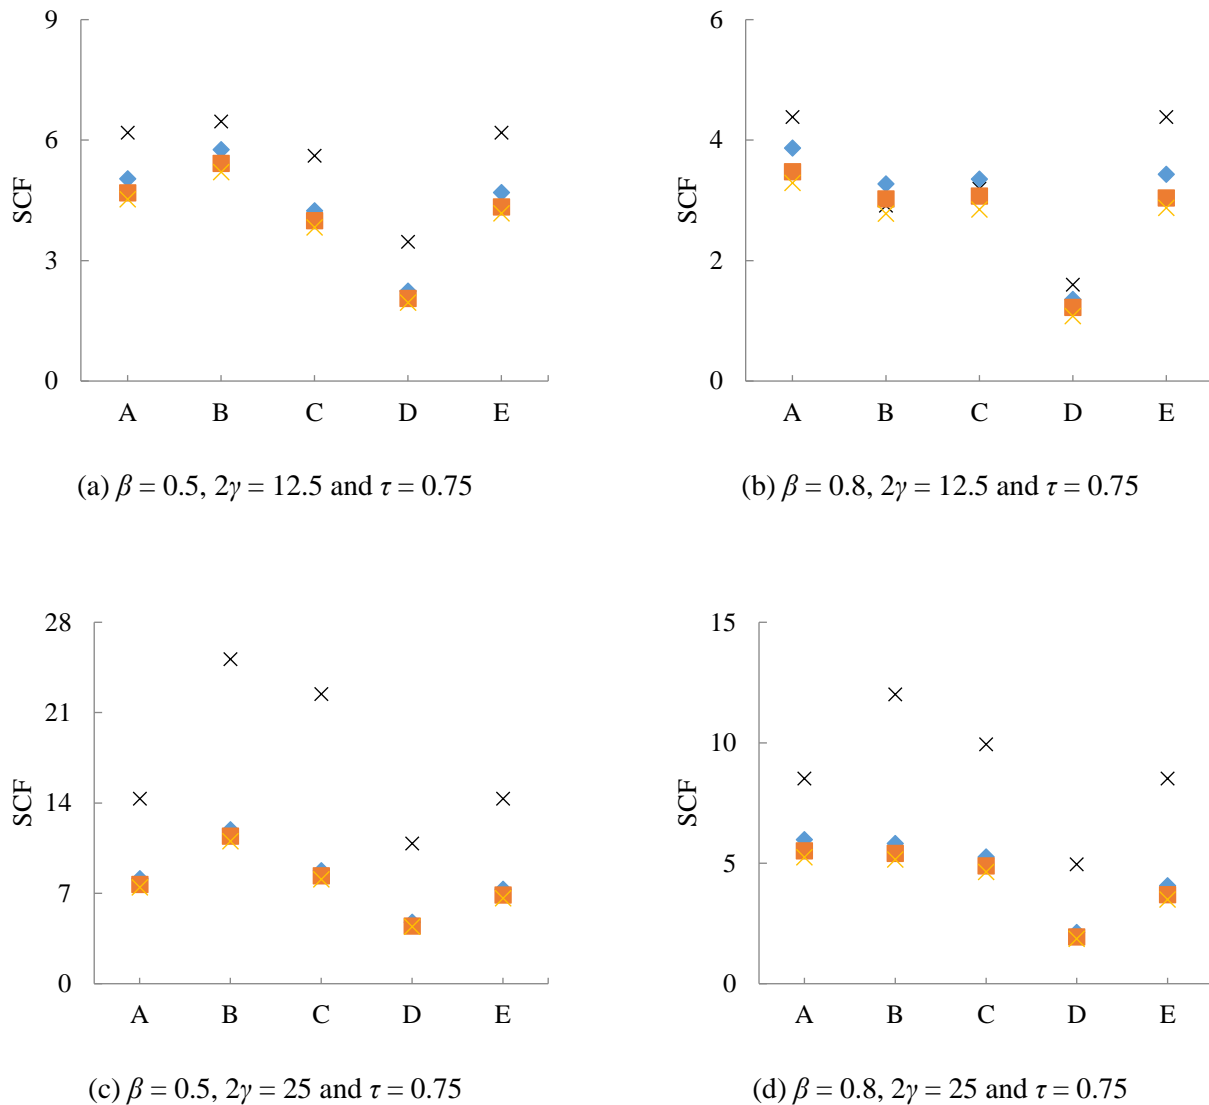 9
6
3
0
SCF
A B C D E
(a) β = 0.5, 2γ = 12.5 and τ = 0.75
6
4
2
0
SCF
A B C D E
(b) β = 0.8, 2γ = 12.5 and τ = 0.75
28
21
14
7
0
SCF
A B C D E
(c) β = 0.5, 2γ = 25 and τ = 0.75
15
10
5
0
SCF
A B C D E
(d) β = 0.8, 2γ = 25 and τ = 0.75